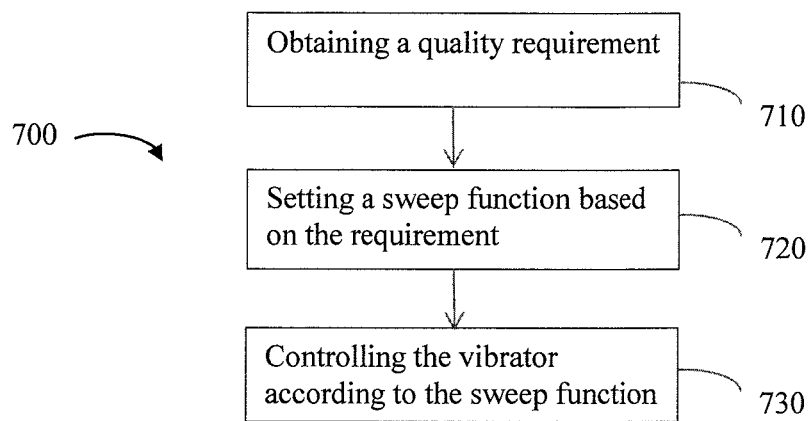 Obtaining a quality requirement
710
700
Setting a sweep function based
on the requirement
720
Controlling the vibrator
according to the sweep function
730